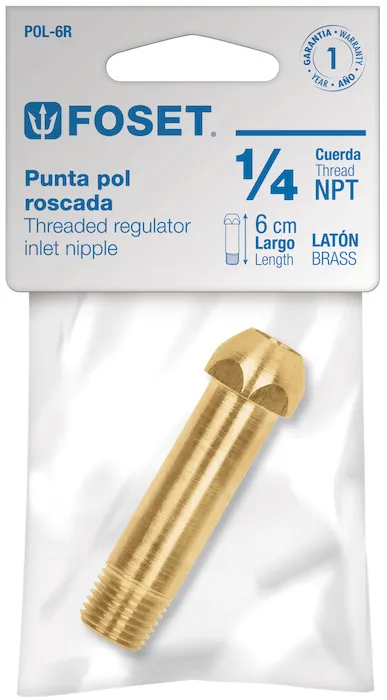 POL-6R
GARANTÍA • WARRANTY
1
YEAR • AÑO
FOSET®
Punta pol
roscada
Threaded regulator
inlet nipple
1/4
Cuerda
Thread
NPT
6 cm
Largo
Length
LATÓN
BRASS